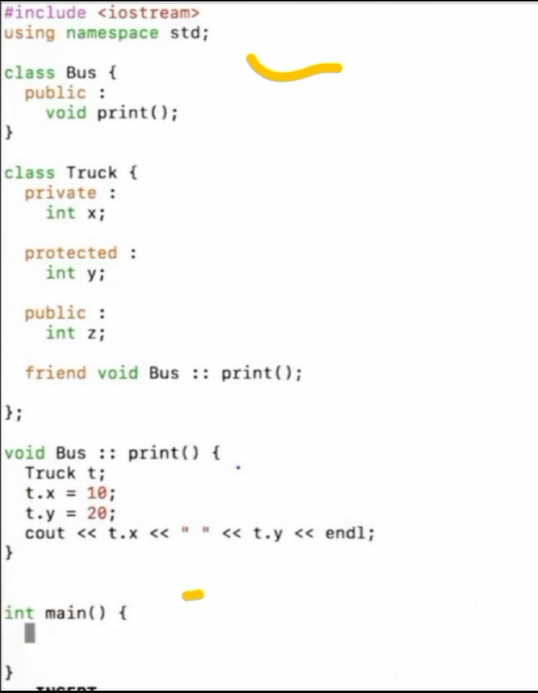 #include <iostream>
using namespace std;
class Bus {
public :
void print();
}
class Truck {
private :
int x;
protected :
int y;
public :
int z;
friend void Bus :: print();
};
void Bus :: print() {
Truck t;
t.x = 10;
t.y = 20;
cout << t.x << " " << t.y << endl;
}
int main() {
}
-- INSERT --